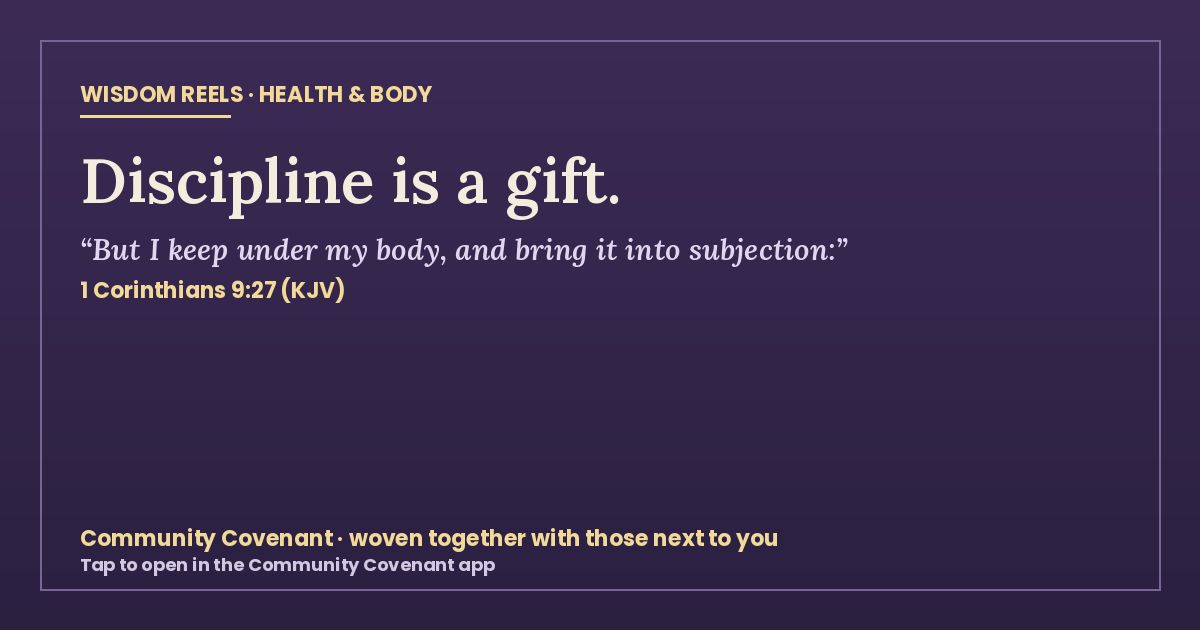 WISDOM REELS · HEALTH & BODY
Discipline is a gift.
“But I keep under my body, and bring it into subjection:”
1 Corinthians 9:27 (KJV)
Community Covenant · woven together with those next to you
Tap to open in the Community Covenant app